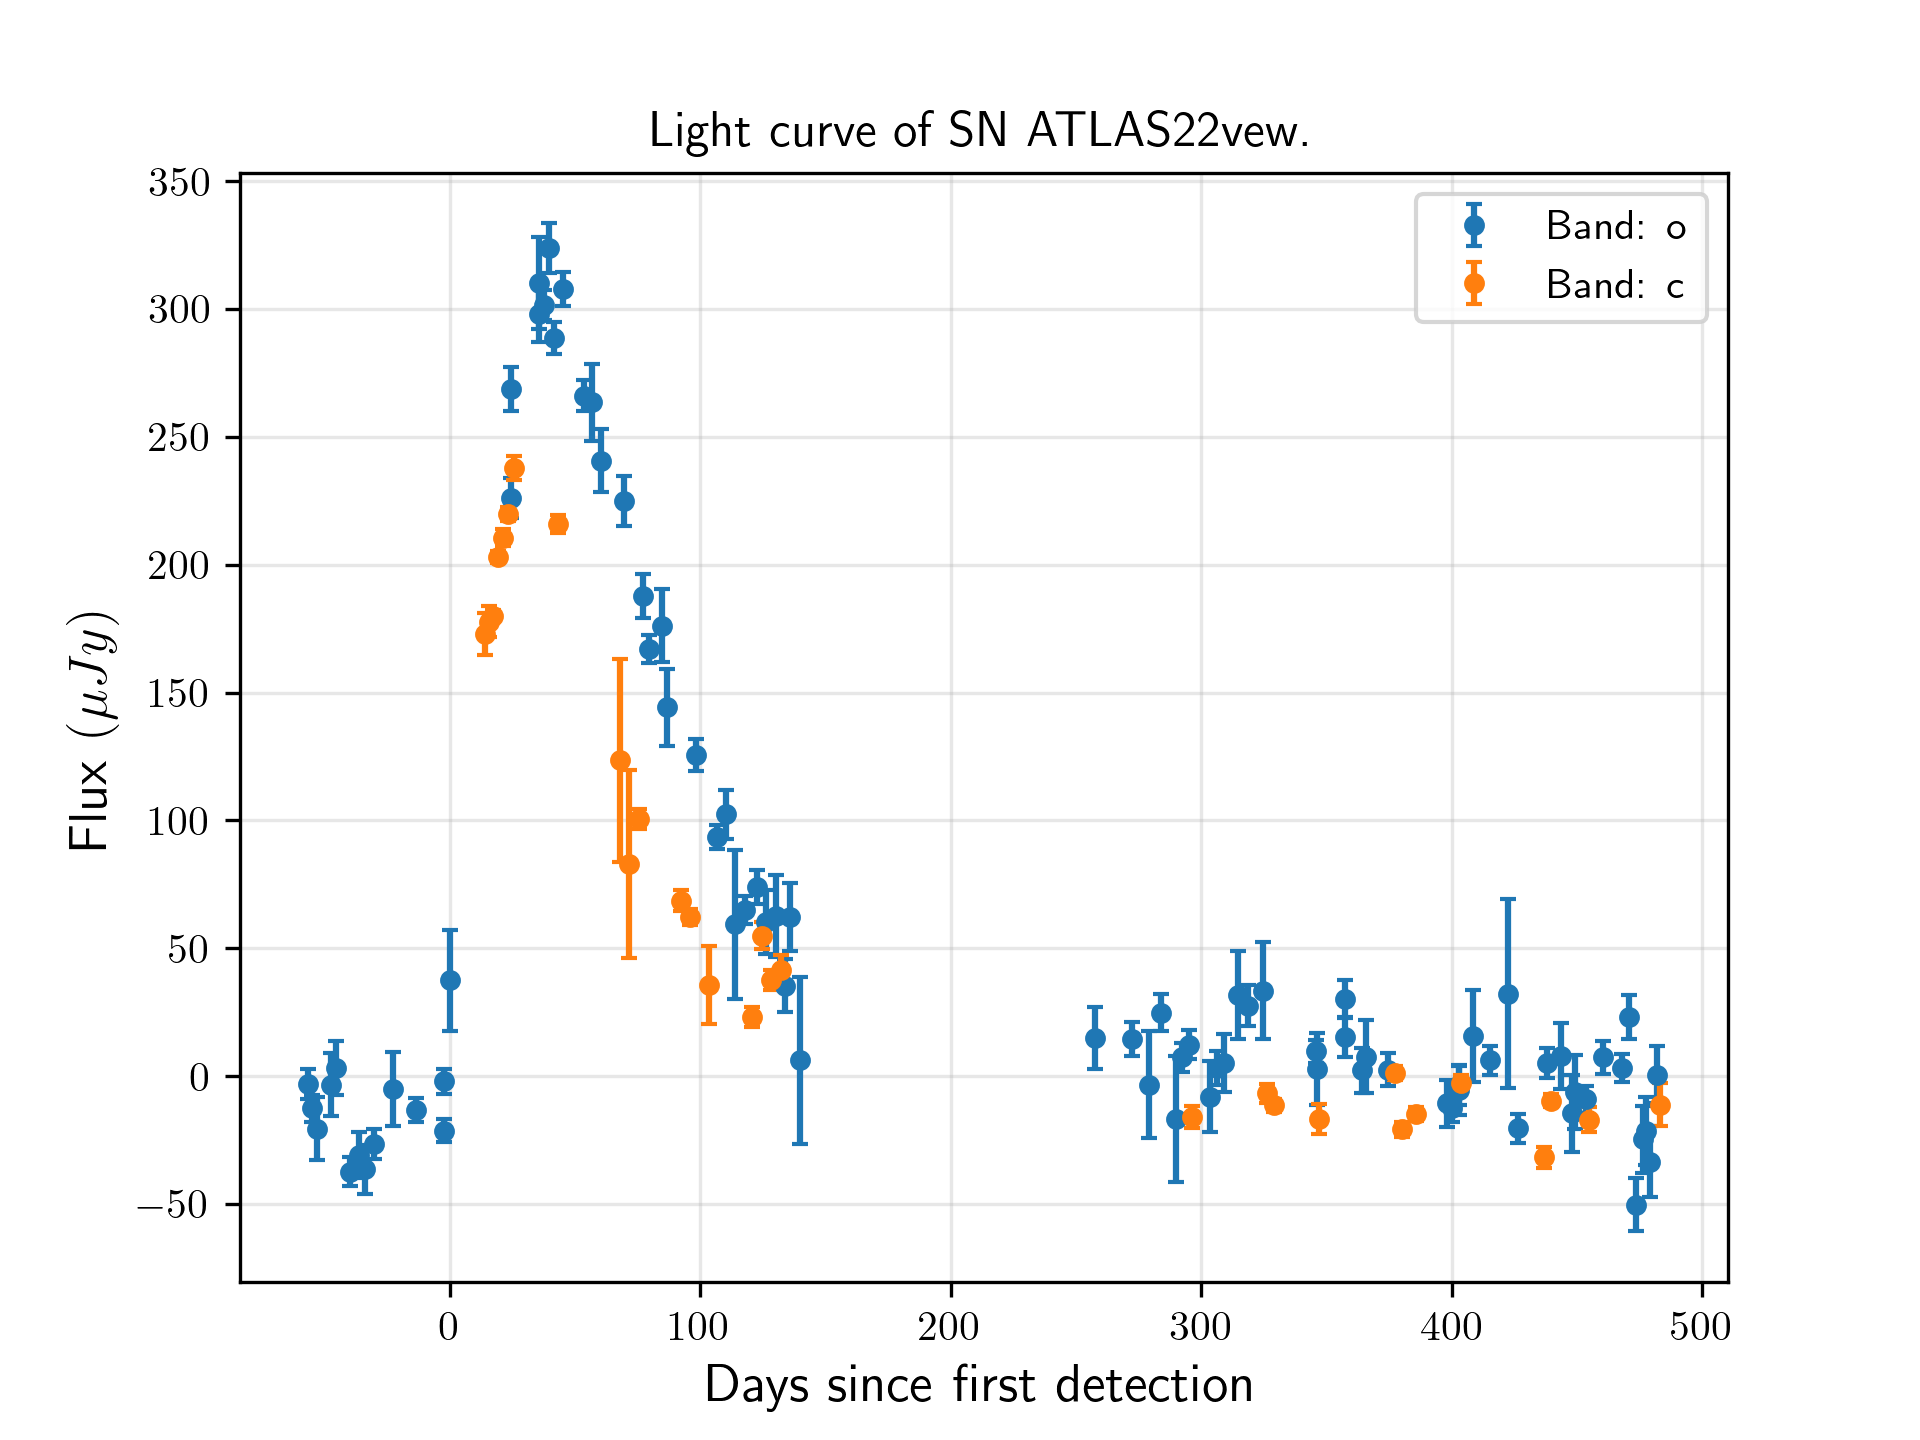 Light curve of SN ATLAS22vew.
Band: o
Band: c
350
300
250
200
150
100
50
0
−50
Flux (μJy)
0 100 200 300 400 500
Days since first detection